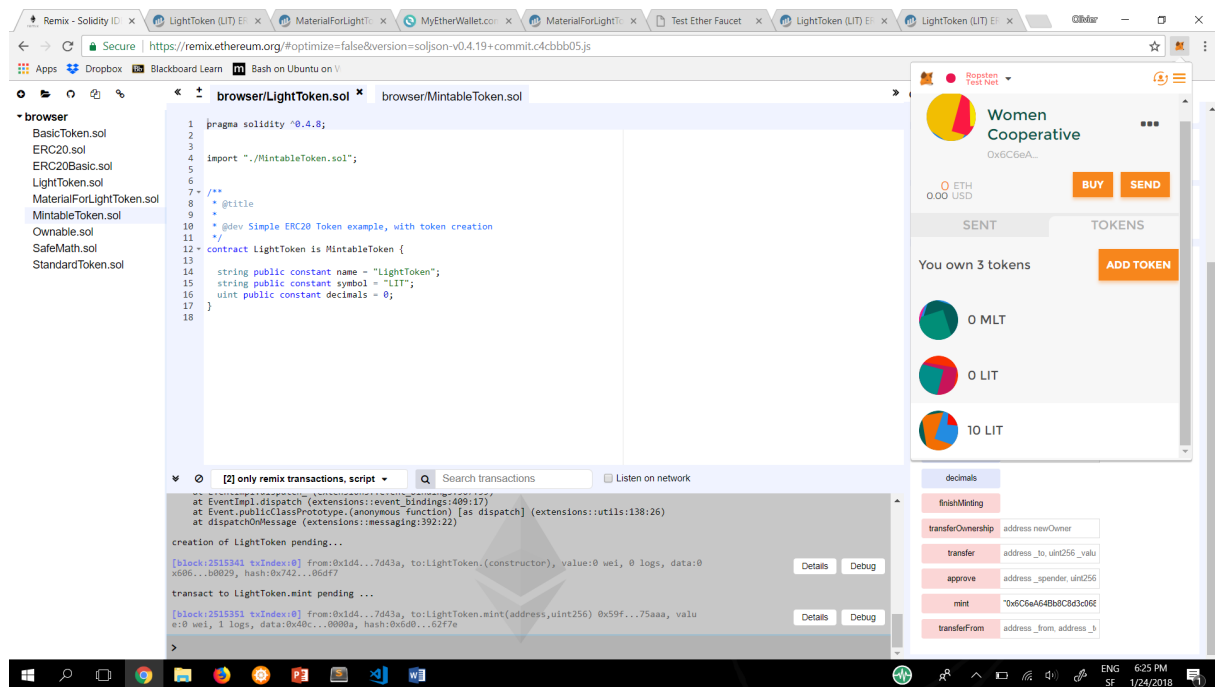 Remix - Solidity ID
LightToken (LIT) ER
MaterialForLightTo
MyEtherWallet.com
MaterialForLightTo
Test Ether Faucet
LightToken (LIT) ER
LightToken (LIT) ER
Olivier
Secure | https://remix.ethereum.org/#optimize=false&version=soljson-v0.4.19+commit.c4cbbb05.js
Apps Dropbox Blackboard Learn Bash on Ubuntu on W
browser/LightToken.sol browser/MintableToken.sol
browser
BasicToken.sol
ERC20.sol
ERC20Basic.sol
LightToken.sol
MaterialForLightToken.sol
MintableToken.sol
Ownable.sol
SafeMath.sol
StandardToken.sol
1 pragma solidity ^0.4.8;
2
3
4 import "./MintableToken.sol";
5
6
7 /**
8 * @title
9 *
10 * @dev Simple ERC20 Token example, with token creation
11 */
12 contract LightToken is MintableToken {
13
14 string public constant name = "LightToken";
15 string public constant symbol = "LIT";
16 uint public constant decimals = 0;
17 }
18
Ropsten
Test Net
Women
Cooperative
0x6C6eA...
0 ETH
0.00 USD
BUY SEND
SENT TOKENS
You own 3 tokens ADD TOKEN
0 MLT
0 LIT
10 LIT
[2] only remix transactions, script Search transactions Listen on network
at EventImpl.dispatch (extensions::event_bindings:409:17)
at Event.publicClassPrototype.(anonymous function) [as dispatch] (extensions::utils:138:26)
at dispatchOnMessage (extensions::messaging:392:22)
creation of LightToken pending...
[block:2515341 txIndex:0] from:0x1d4...7d43a, to:LightToken.(constructor), value:0 wei, 0 logs, data:0
x606...b0029, hash:0x742...06df7
Details Debug
transact to LightToken.mint pending ...
[block:2515351 txIndex:0] from:0x1d4...7d43a, to:LightToken.mint(address,uint256) 0x59f...75aaa, valu
e:0 wei, 1 logs, data:0x40c...0000a, hash:0x6d0...62f7e
Details Debug
>
decimals
finishMinting
transferOwnership address newOwner
transfer address _to, uint256 _valu
approve address _spender, uint256
mint "0x6C6eA64Bb8C8d3c068
transferFrom address _from, address _t
ENG 6:25 PM
SF 1/24/2018
1